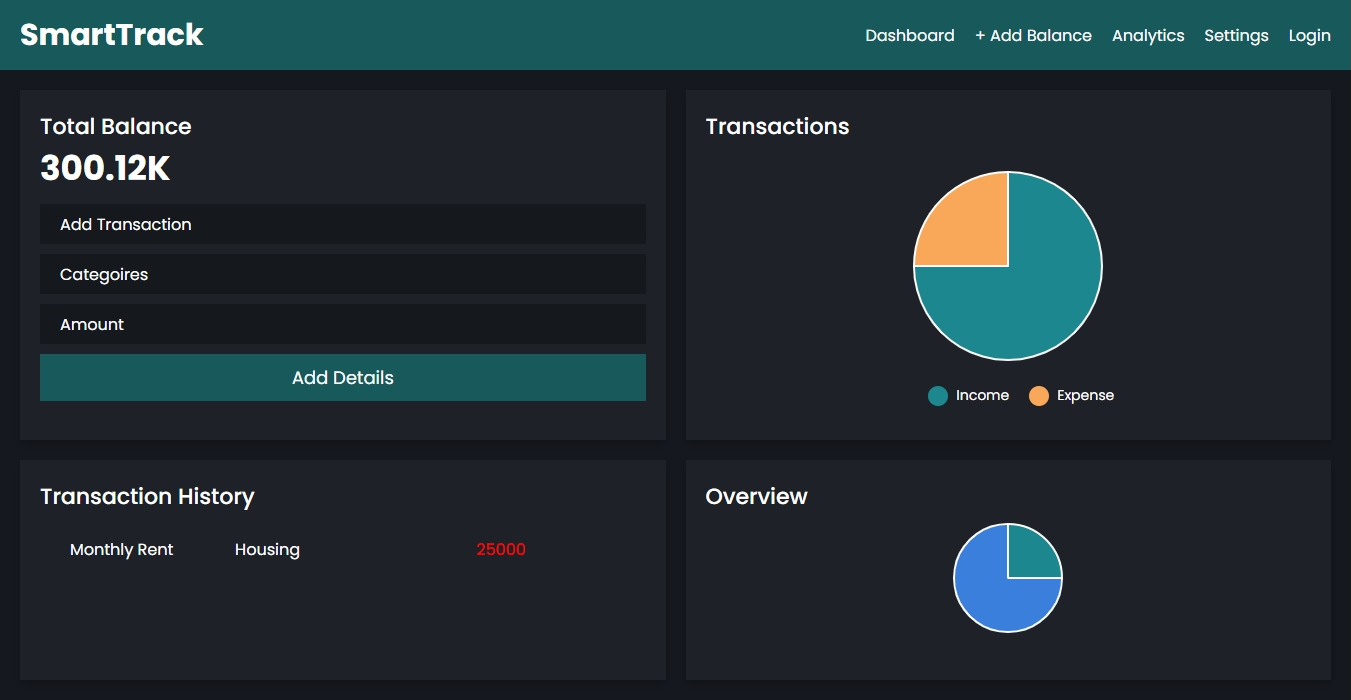 SmartTrack
Dashboard + Add Balance Analytics Settings Login
Total Balance
300.12K
Add Transaction
Categoires
Amount
Add Details
Transactions
Income Expense
Transaction History
Monthly Rent Housing 25000
Overview